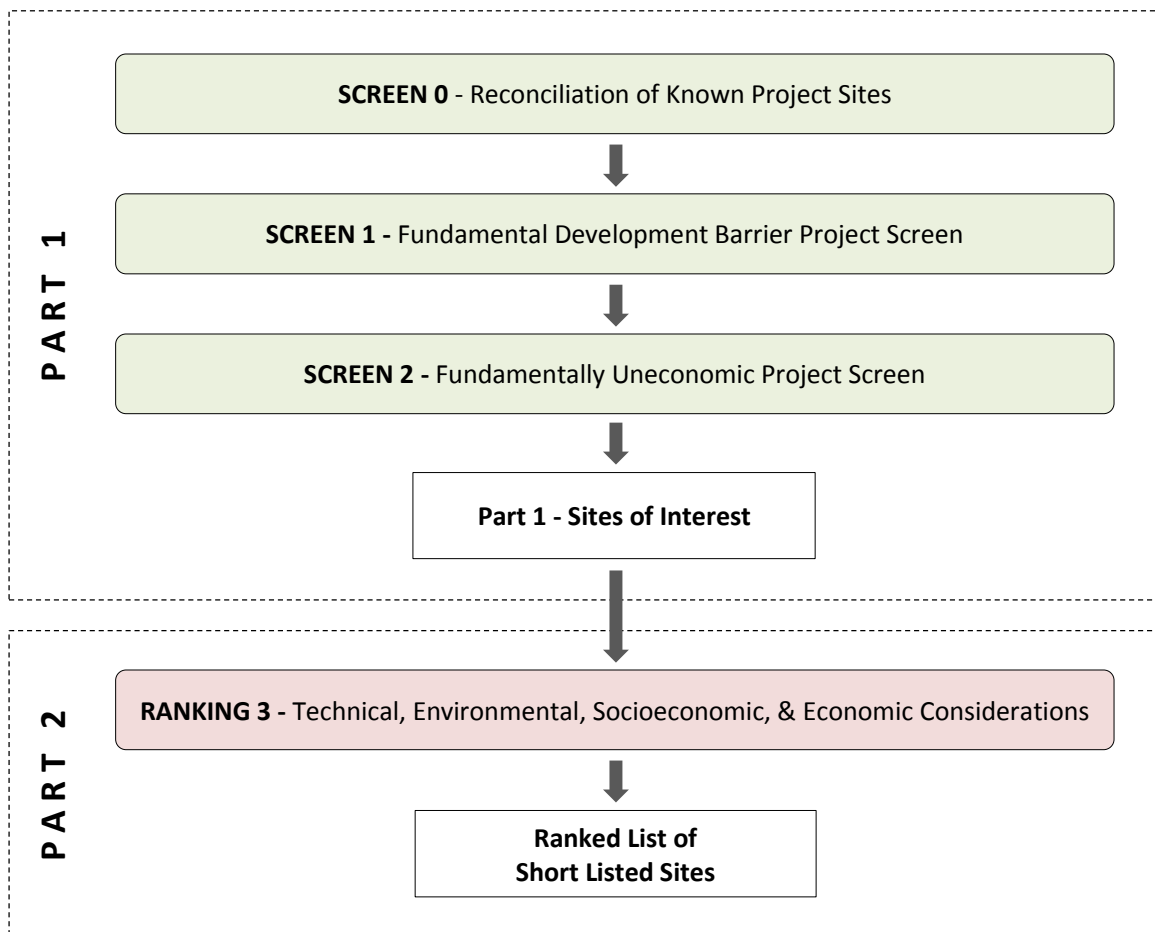 PART 1
SCREEN 0 - Reconciliation of Known Project Sites
SCREEN 1 - Fundamental Development Barrier Project Screen
SCREEN 2 - Fundamentally Uneconomic Project Screen
Part 1 - Sites of Interest
PART 2
RANKING 3 - Technical, Environmental, Socioeconomic, & Economic Considerations
Ranked List of
Short Listed Sites